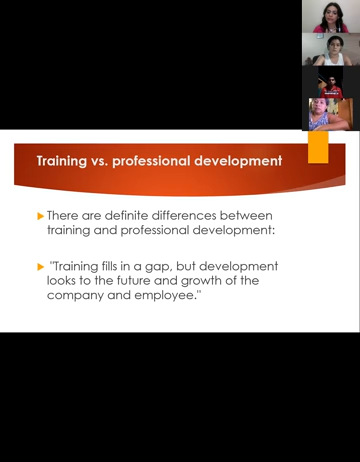 Training vs. professional development
There are definite differences between
training and professional development:
"Training fills in a gap, but development
looks to the future and growth of the
company and employee."